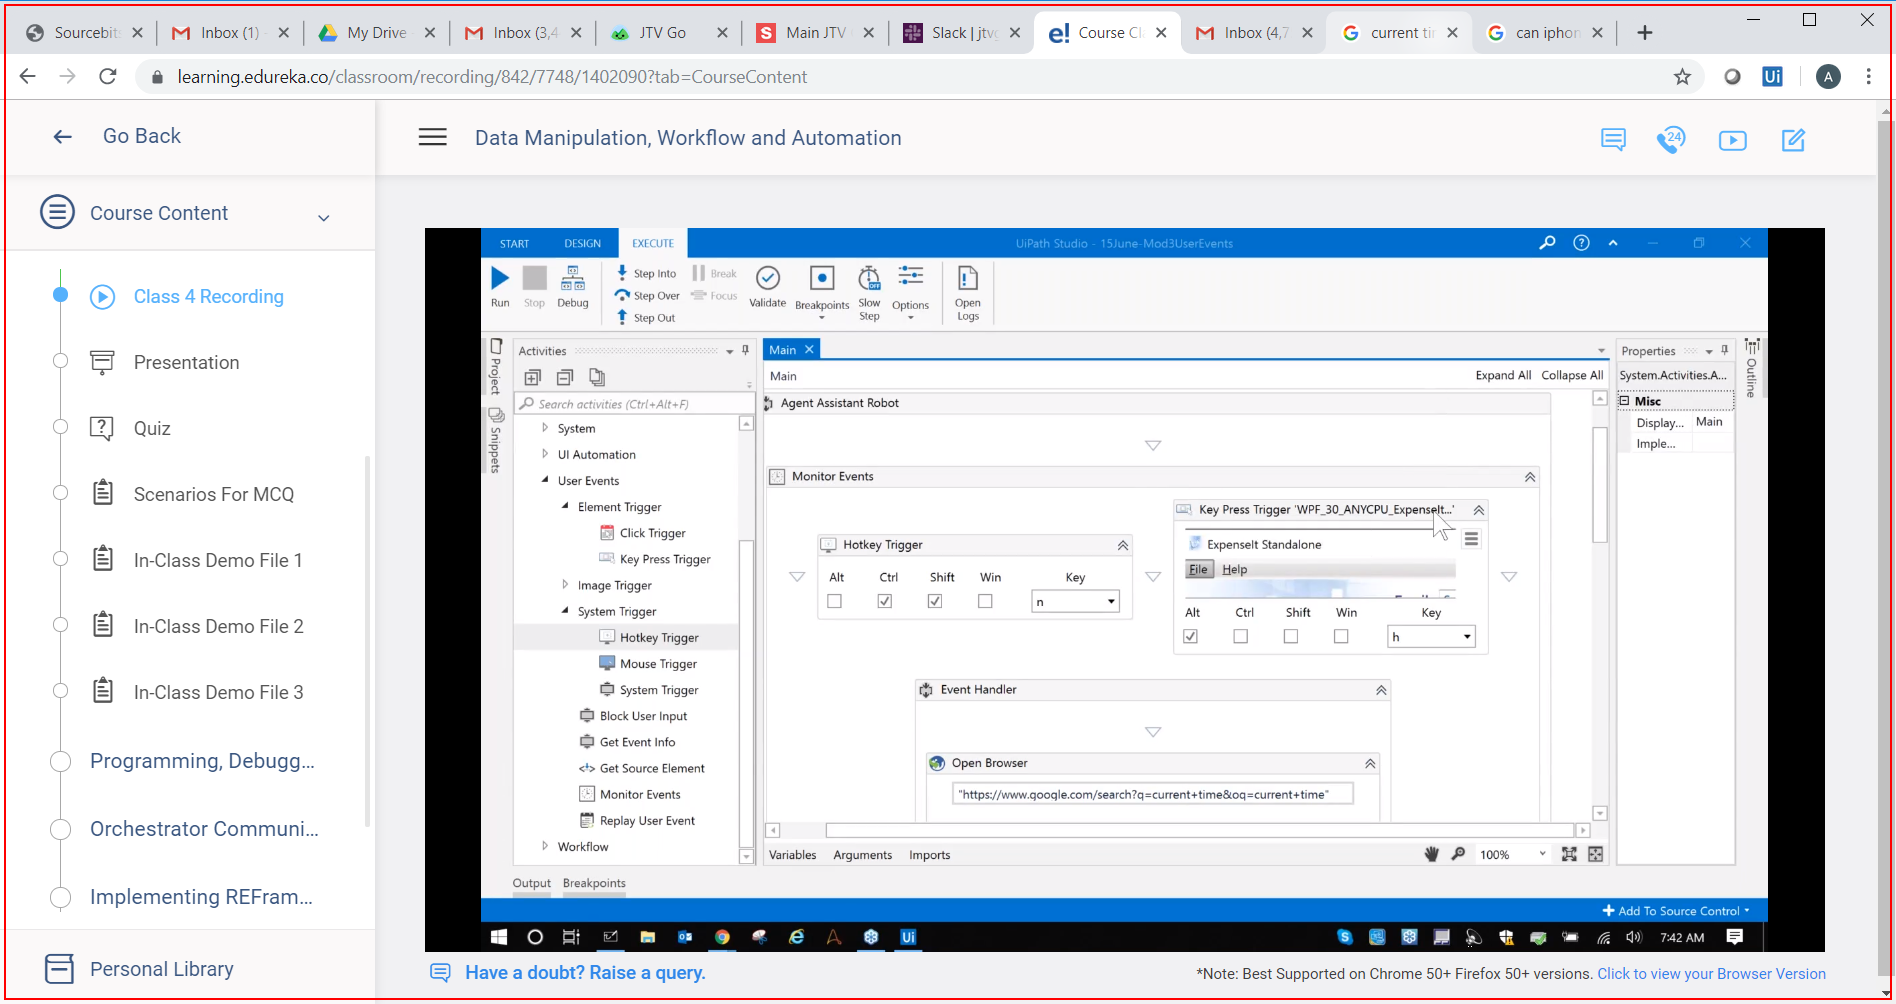 Sourcebit
Inbox (1)
My Drive
Inbox (3,4
JTV Go
Main JTV
Slack | jtvg
e! Course Cl
Inbox (4,7
current tim
can iphon
learning.edureka.co/classroom/recording/842/7748/1402090?tab=CourseContent
Ui
A
Go Back
Data Manipulation, Workflow and Automation
24
Course Content
Class 4 Recording
Presentation
Quiz
Scenarios For MCQ
In-Class Demo File 1
In-Class Demo File 2
In-Class Demo File 3
Programming, Debugg...
Orchestrator Communi...
Implementing REFram...
Personal Library
START DESIGN EXECUTE
UiPath Studio - 15June-Mod3UserEvents
Run
Stop
Debug
Step Into
Step Over
Step Out
Break
Focus
Validate
Breakpoints
Slow Step
OFF
Options
Open Logs
Project
Snippets
Activities
Search activities (Ctrl+Alt+F)
System
UI Automation
User Events
Element Trigger
Click Trigger
Key Press Trigger
Image Trigger
System Trigger
Hotkey Trigger
Mouse Trigger
System Trigger
Block User Input
Get Event Info
Get Source Element
Monitor Events
Replay User Event
Workflow
Main
Main
Expand All Collapse All
Agent Assistant Robot
Monitor Events
Hotkey Trigger
Alt Ctrl Shift Win Key
n
Key Press Trigger 'WPF_30_ANYCPU_ExpenseIt...'
ExpenseIt Standalone
File Help
Alt Ctrl Shift Win Key
h
Event Handler
Open Browser
"https://www.google.com/search?q=current+time&oq=current+time"
Variables Arguments Imports
100%
Properties
System.Activities.A...
Misc
Display... Main
Imple...
Outline
Output Breakpoints
Add To Source Control
Ui
7:42 AM
Have a doubt? Raise a query.
*Note: Best Supported on Chrome 50+ Firefox 50+ versions. Click to view your Browser Version